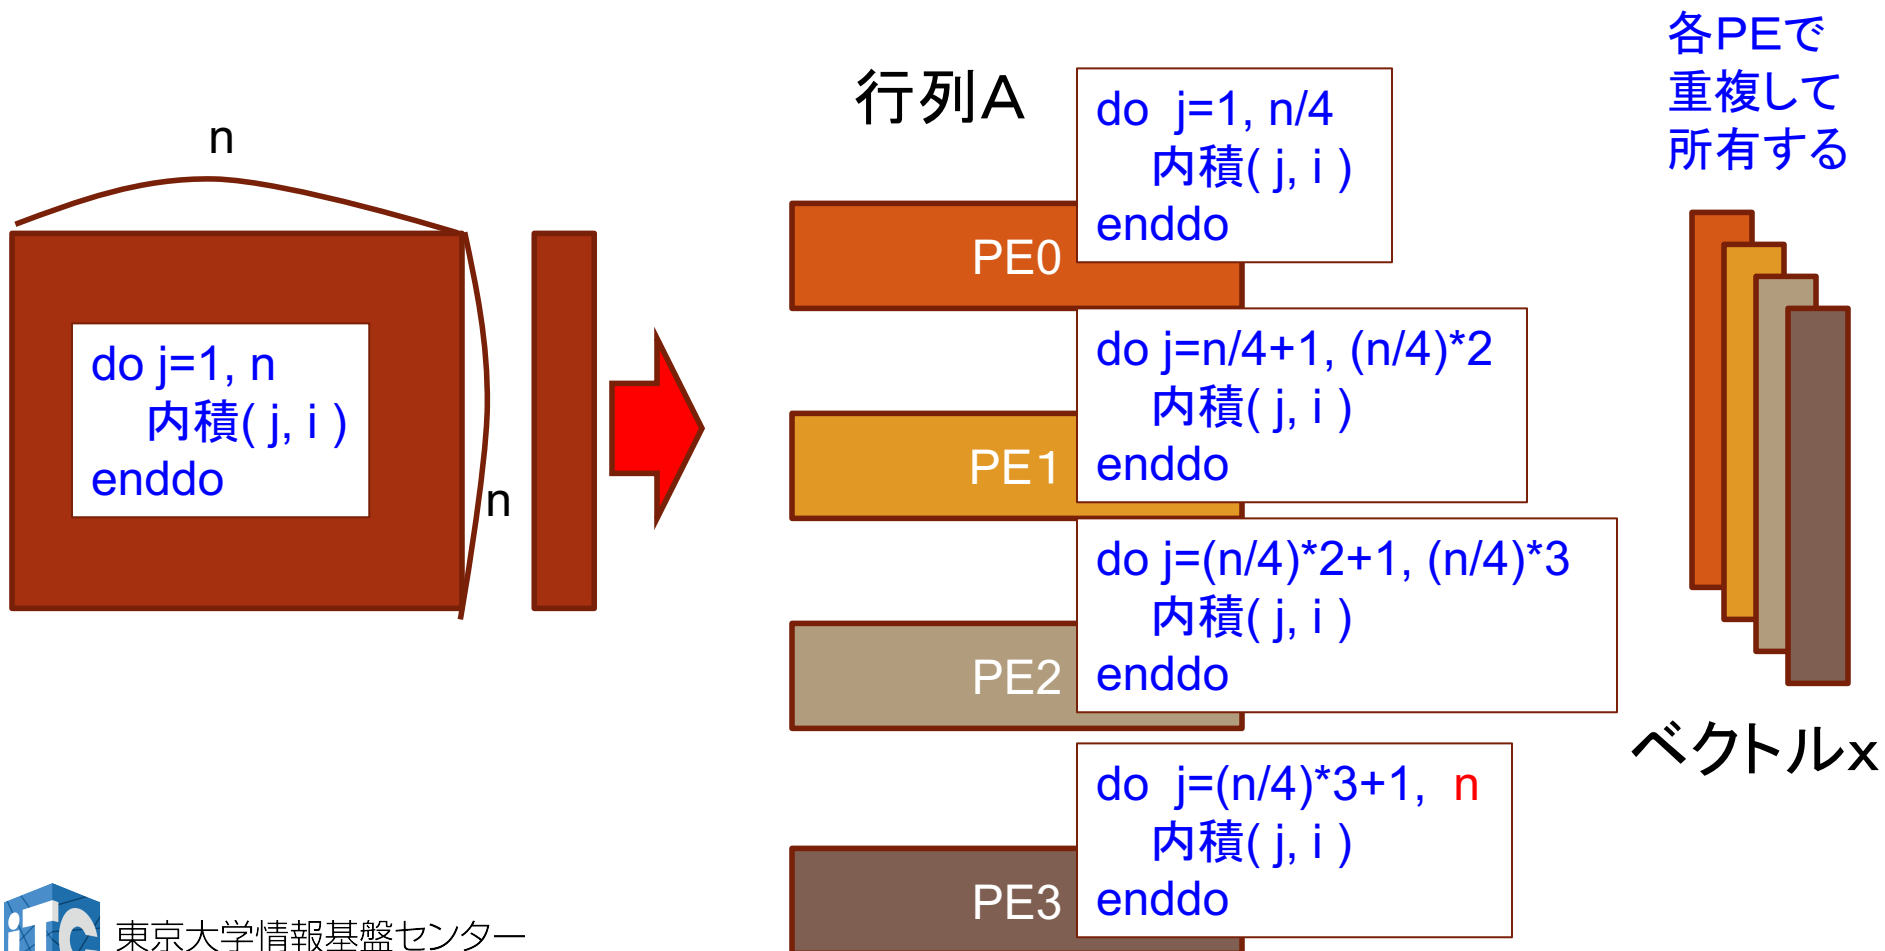 n
do j=1, n
内積( j, i )
enddo
n
行列A
do j=1, n/4
内積( j, i )
enddo
PE0
do j=n/4+1, (n/4)*2
内積( j, i )
enddo
PE1
do j=(n/4)*2+1, (n/4)*3
内積( j, i )
enddo
PE2
do j=(n/4)*3+1, n
内積( j, i )
enddo
PE3
各PEで
重複して
所有する
ベクトルx
iTC
東京大学情報基盤センター